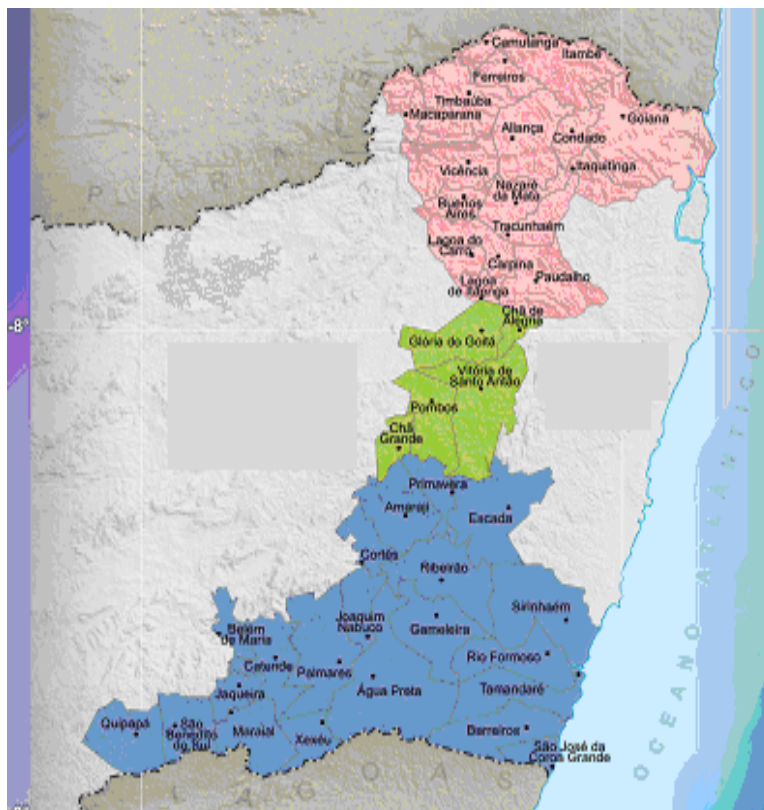 Camutanga
Itambé
Ferreiros
Timbaúba
Macaparana
Goiana
Aliança
Condado
Vicência
Itaquitinga
Nazaré
da Mata
Buenos
Aires
Tracunhaém
Lagoa do
Carro
Carpina
Paudalho
Lagoa
de Itaenga
-8°
Chã de
Alegria
Glória do Goitá
Vitória de
Santo Antão
Pombos
Chã
Grande
Primavera
Amaraji
Escada
Cortês
Ribeirão
Sirinhaém
Joaquim
Nabuco
Gameleira
Belém
de Maria
Catende
Palmares
Rio Formoso
Jaqueira
Água Preta
Tamandaré
Quipapá
São
Benedito
do Sul
Maraial
Xexéu
Barreiros
São José da
Coroa Grande
LAGOAS
OCEANO ATLÂNTICO